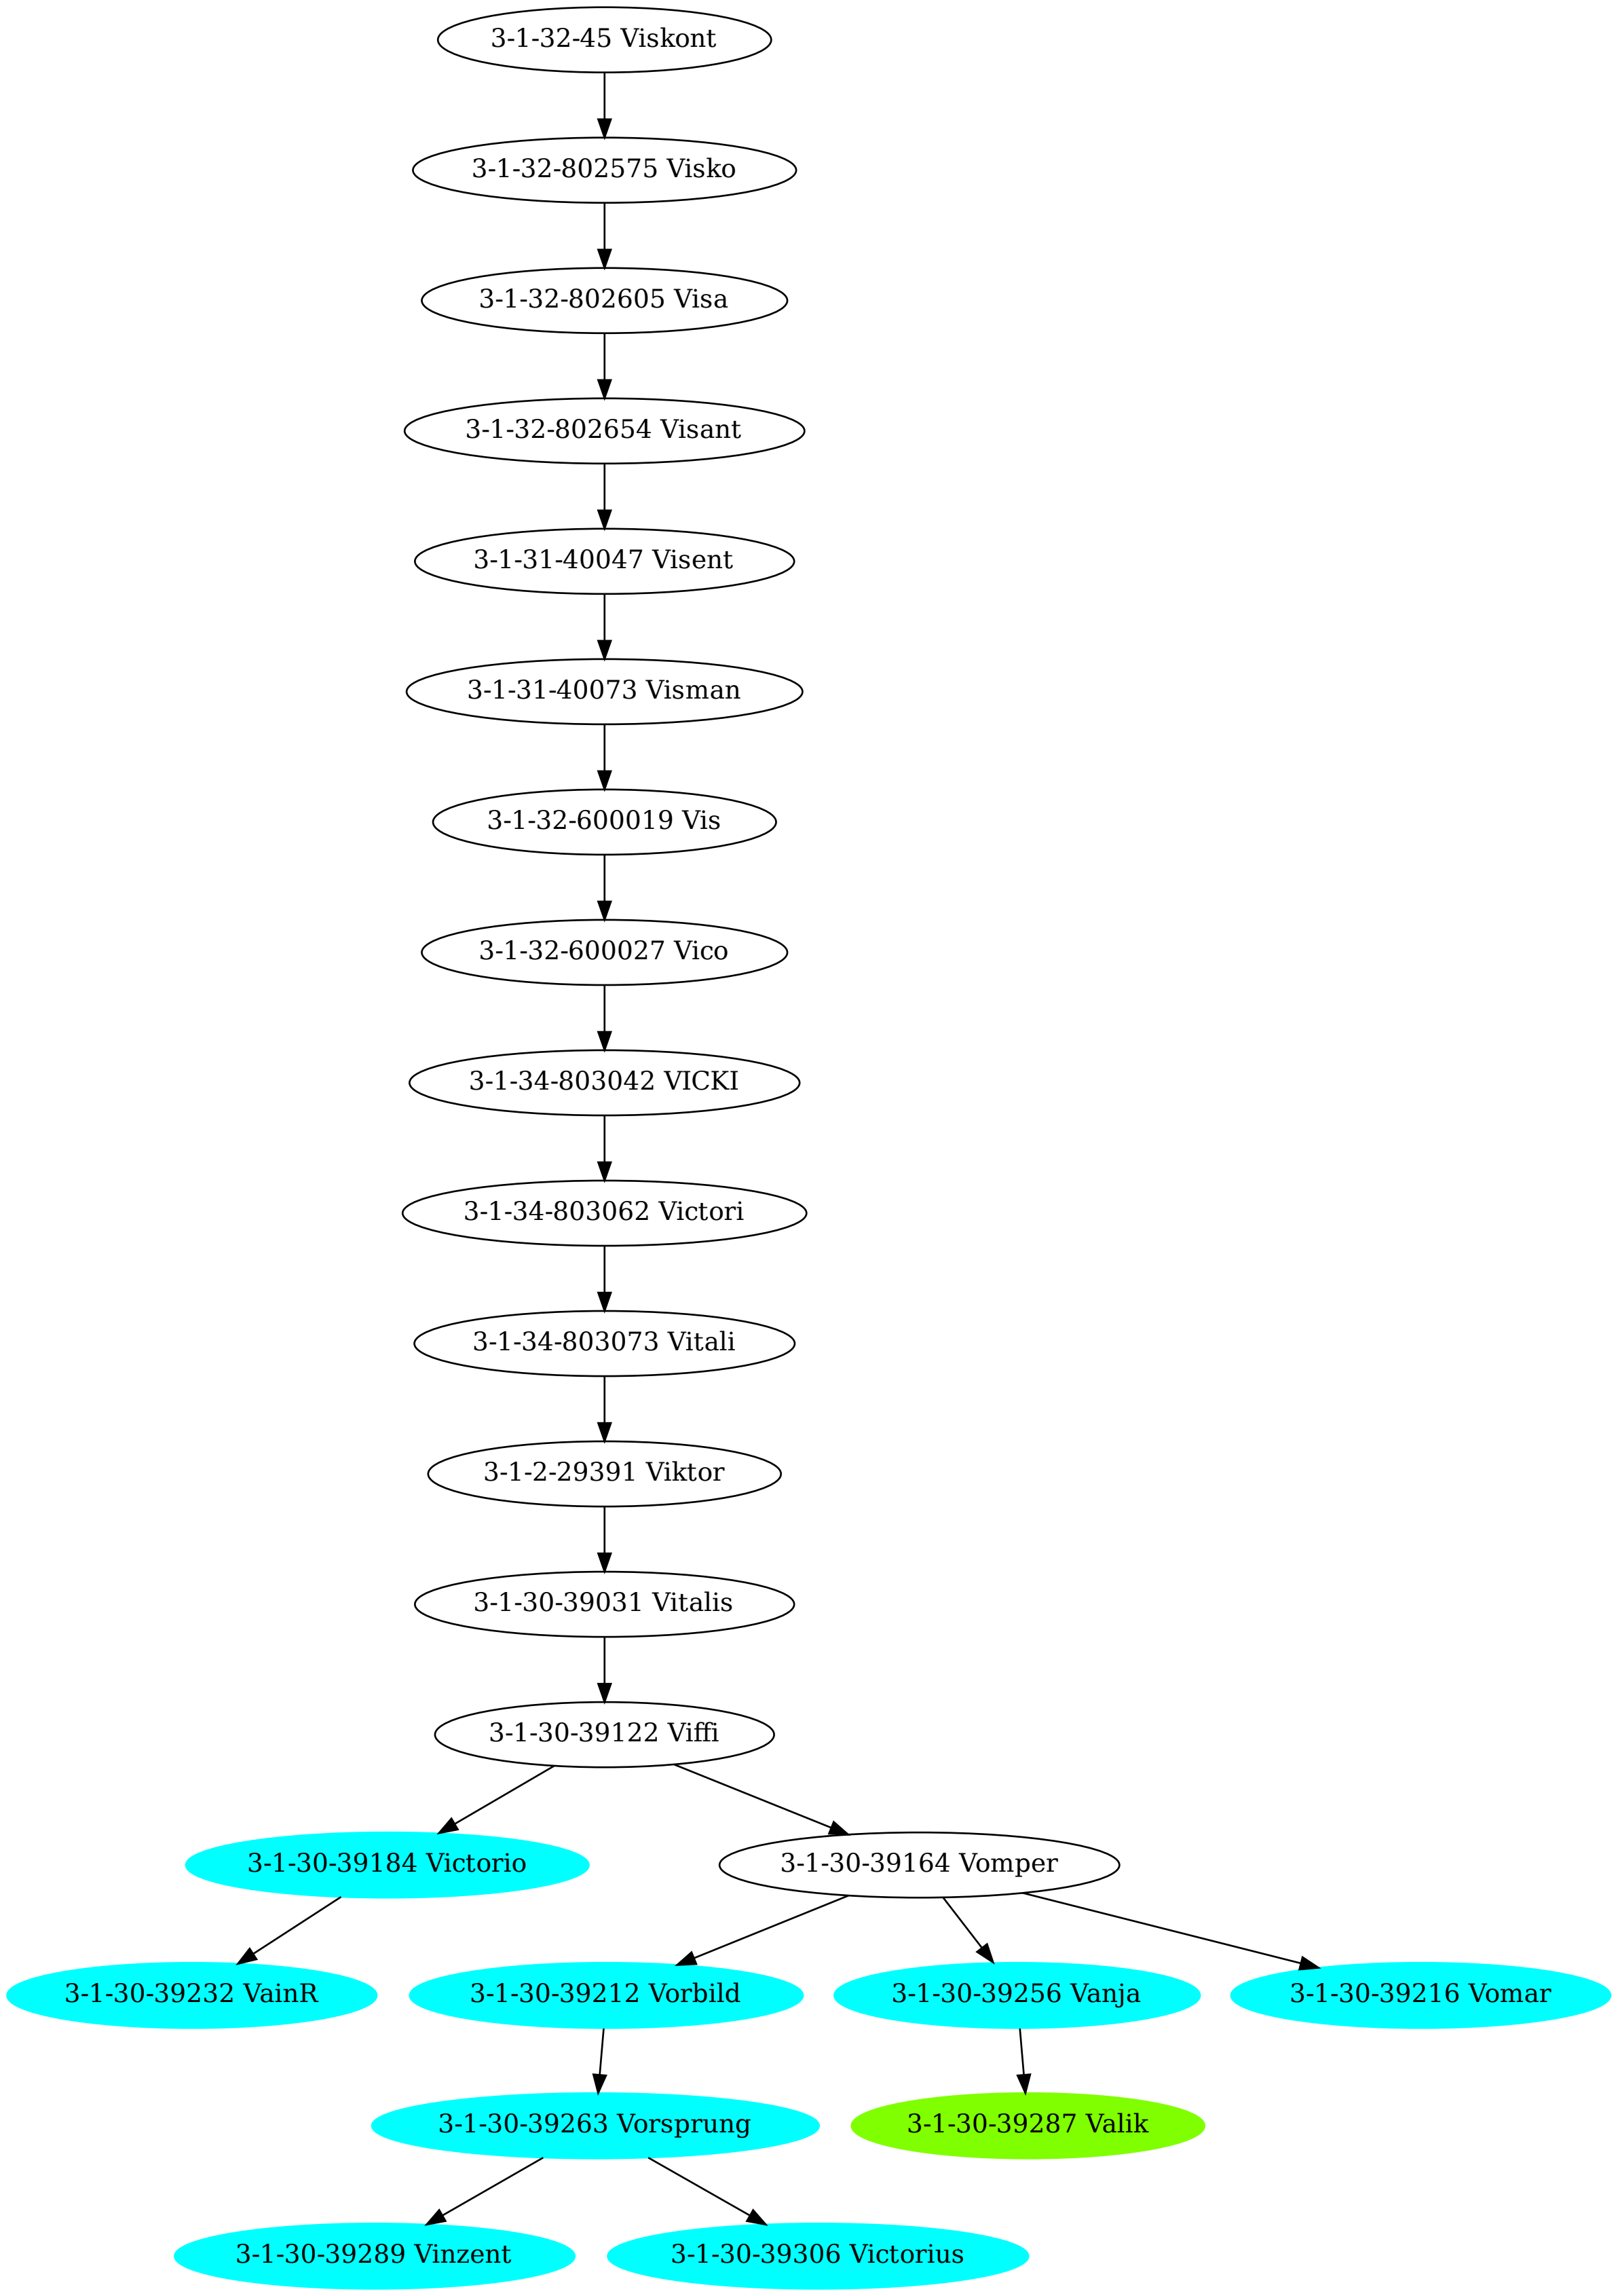 3-1-32-45 Viskont
3-1-32-802575 Visko
3-1-32-802605 Visa
3-1-32-802654 Visant
3-1-31-40047 Visent
3-1-31-40073 Visman
3-1-32-600019 Vis
3-1-32-600027 Vico
3-1-34-803042 VICKI
3-1-34-803062 Victori
3-1-34-803073 Vitali
3-1-2-29391 Viktor
3-1-30-39031 Vitalis
3-1-30-39122 Viffi
3-1-30-39184 Victorio
3-1-30-39164 Vomper
3-1-30-39232 VainR
3-1-30-39212 Vorbild
3-1-30-39256 Vanja
3-1-30-39216 Vomar
3-1-30-39263 Vorsprung
3-1-30-39287 Valik
3-1-30-39289 Vinzent
3-1-30-39306 Victorius